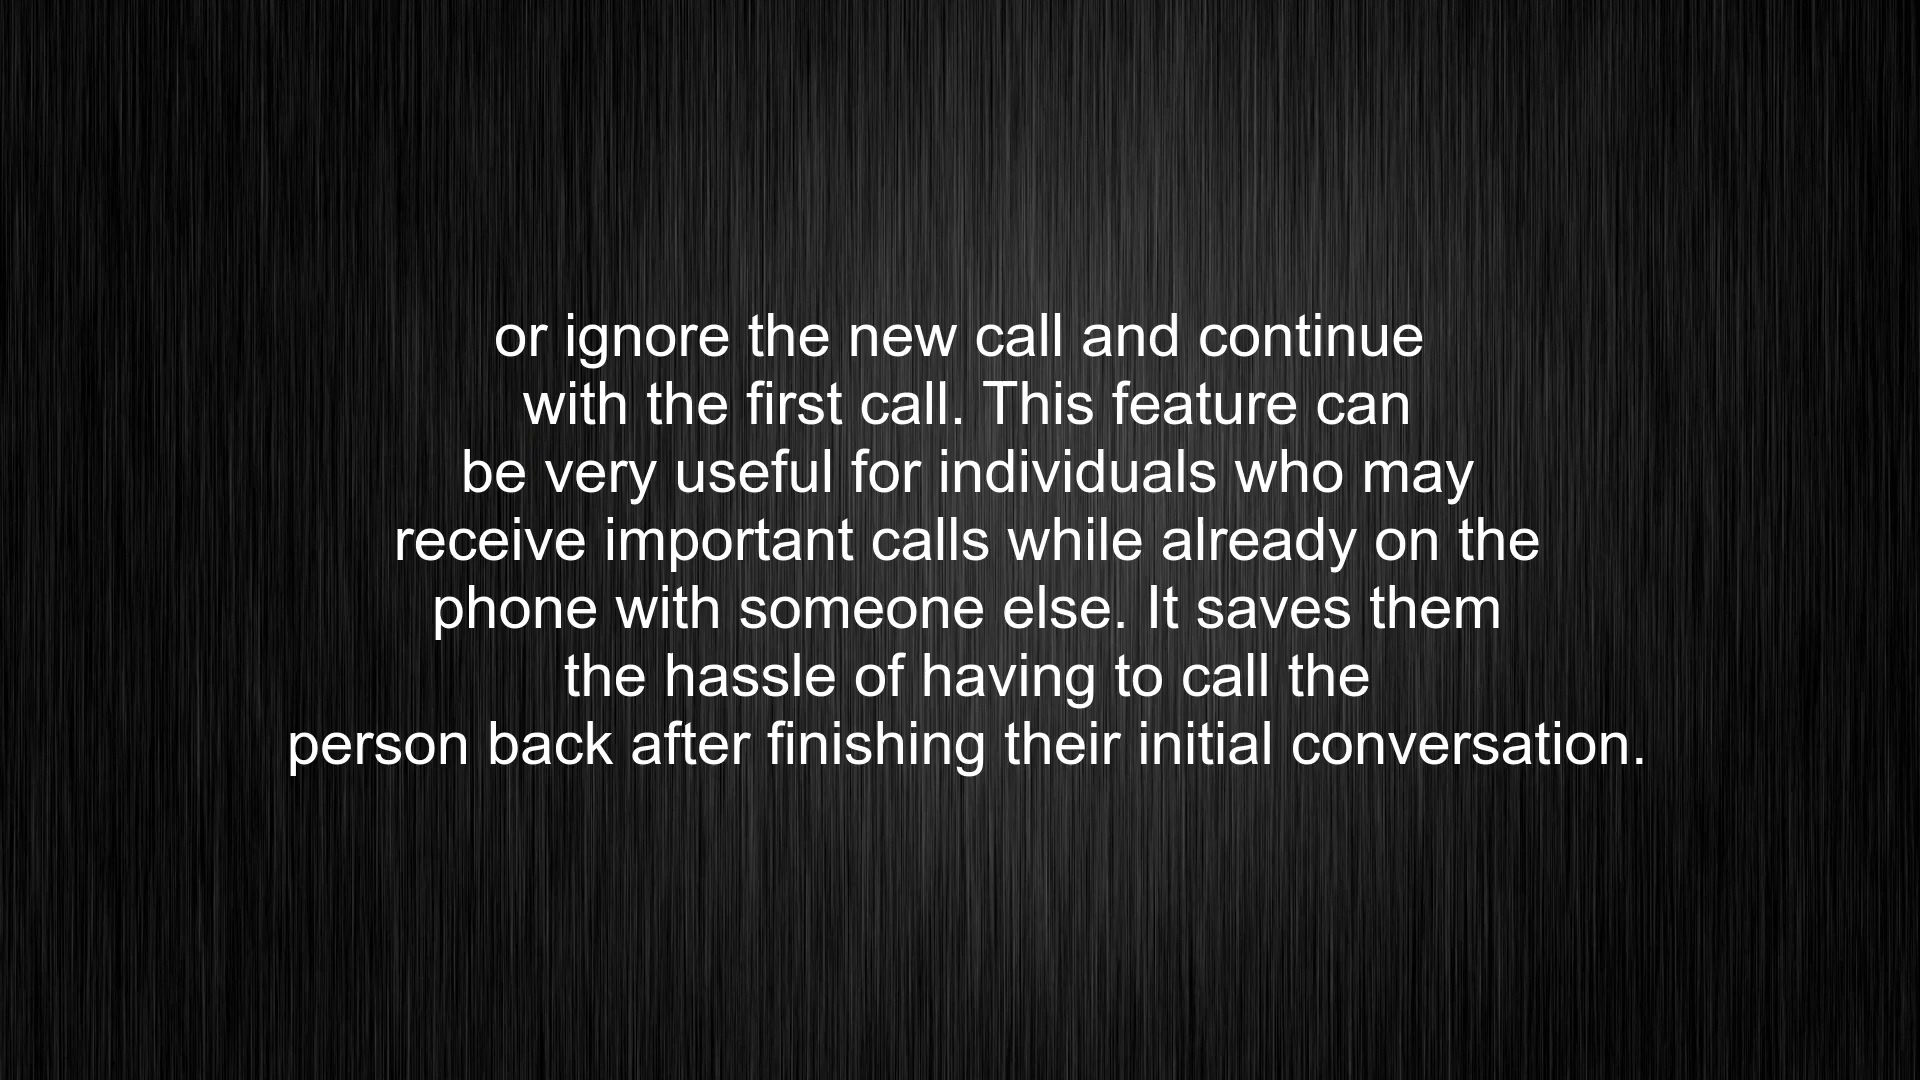 or ignore the new call and continue
with the first call. This feature can
be very useful for individuals who may
receive important calls while already on the
phone with someone else. It saves them
the hassle of having to call the
person back after finishing their initial conversation.